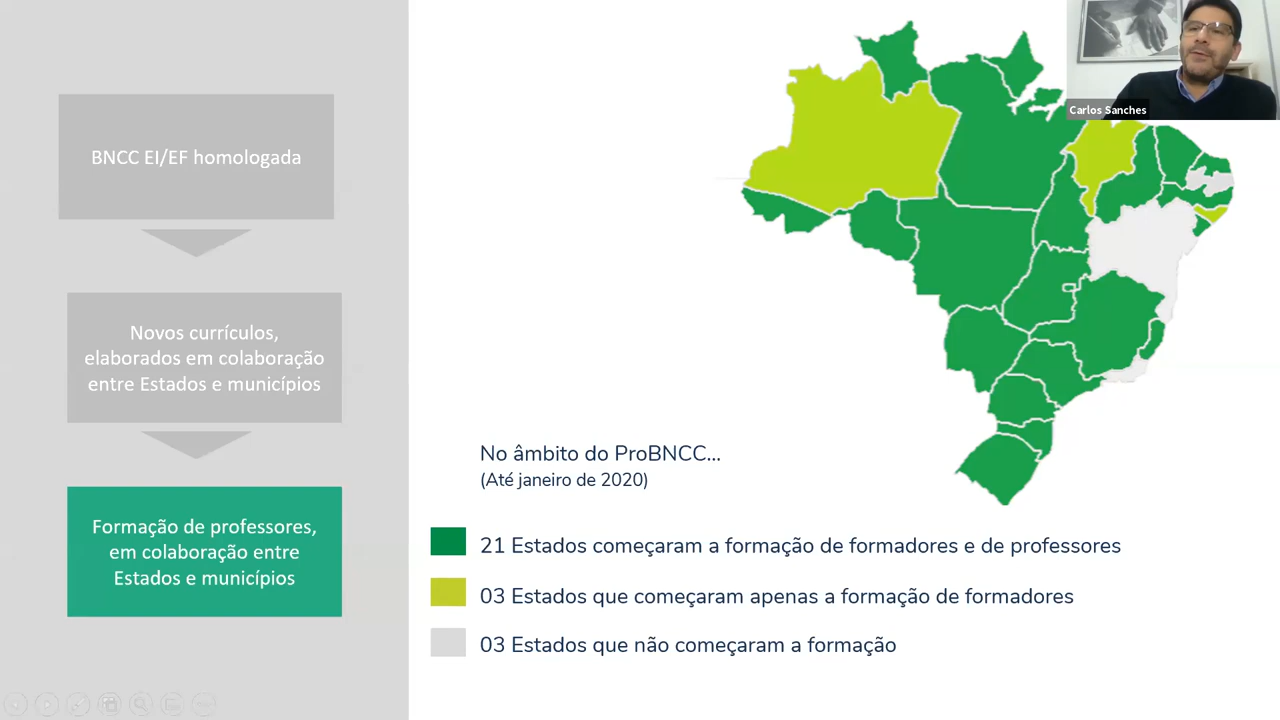 BNCC EI/EF homologada
Novos currículos,
elaborados em colaboração
entre Estados e municípios
Formação de professores,
em colaboração entre
Estados e municípios
Carlos Sanches
No âmbito do ProBNCC...
(Até janeiro de 2020)
21 Estados começaram a formação de formadores e de professores
03 Estados que começaram apenas a formação de formadores
03 Estados que não começaram a formação